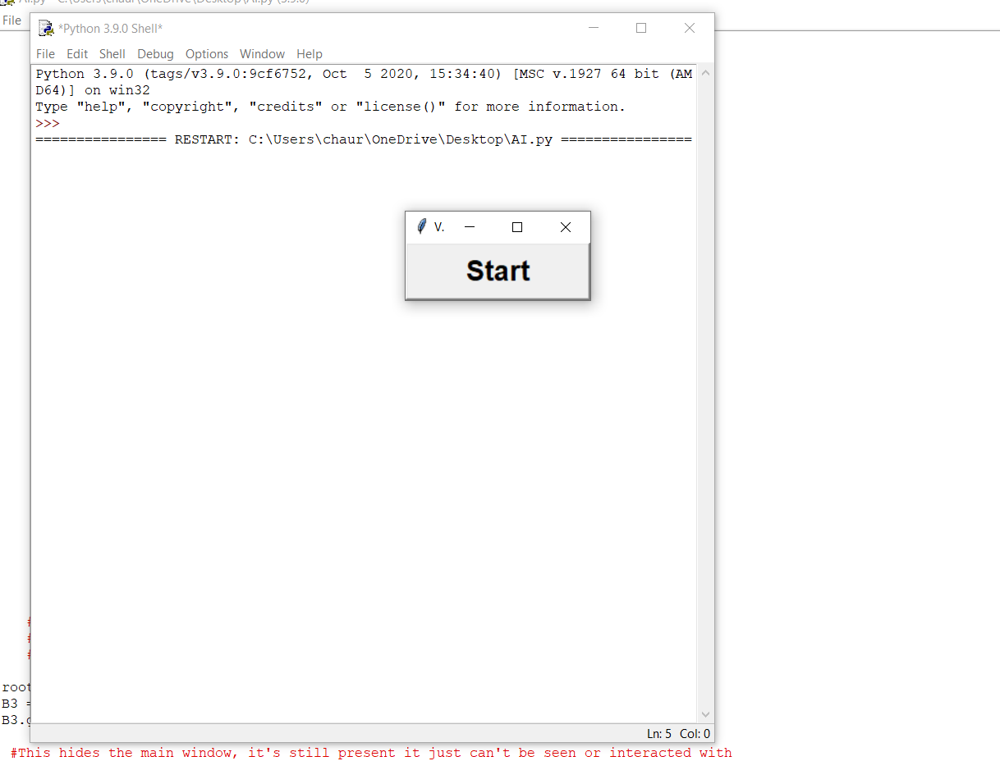 AI.py - C:\Users\chaur\OneDrive\Desktop\AI.py (3.9.0)
File
*Python 3.9.0 Shell*
File Edit Shell Debug Options Window Help
Python 3.9.0 (tags/v3.9.0:9cf6752, Oct  5 2020, 15:34:40) [MSC v.1927 64 bit (AM
D64)] on win32
Type "help", "copyright", "credits" or "license()" for more information.
>>>
================ RESTART: C:\Users\chaur\OneDrive\Desktop\AI.py ================
V.
Start
#
#
#
root
B3 =
B3.g
Ln: 5 Col: 0
#This hides the main window, it's still present it just can't be seen or interacted with